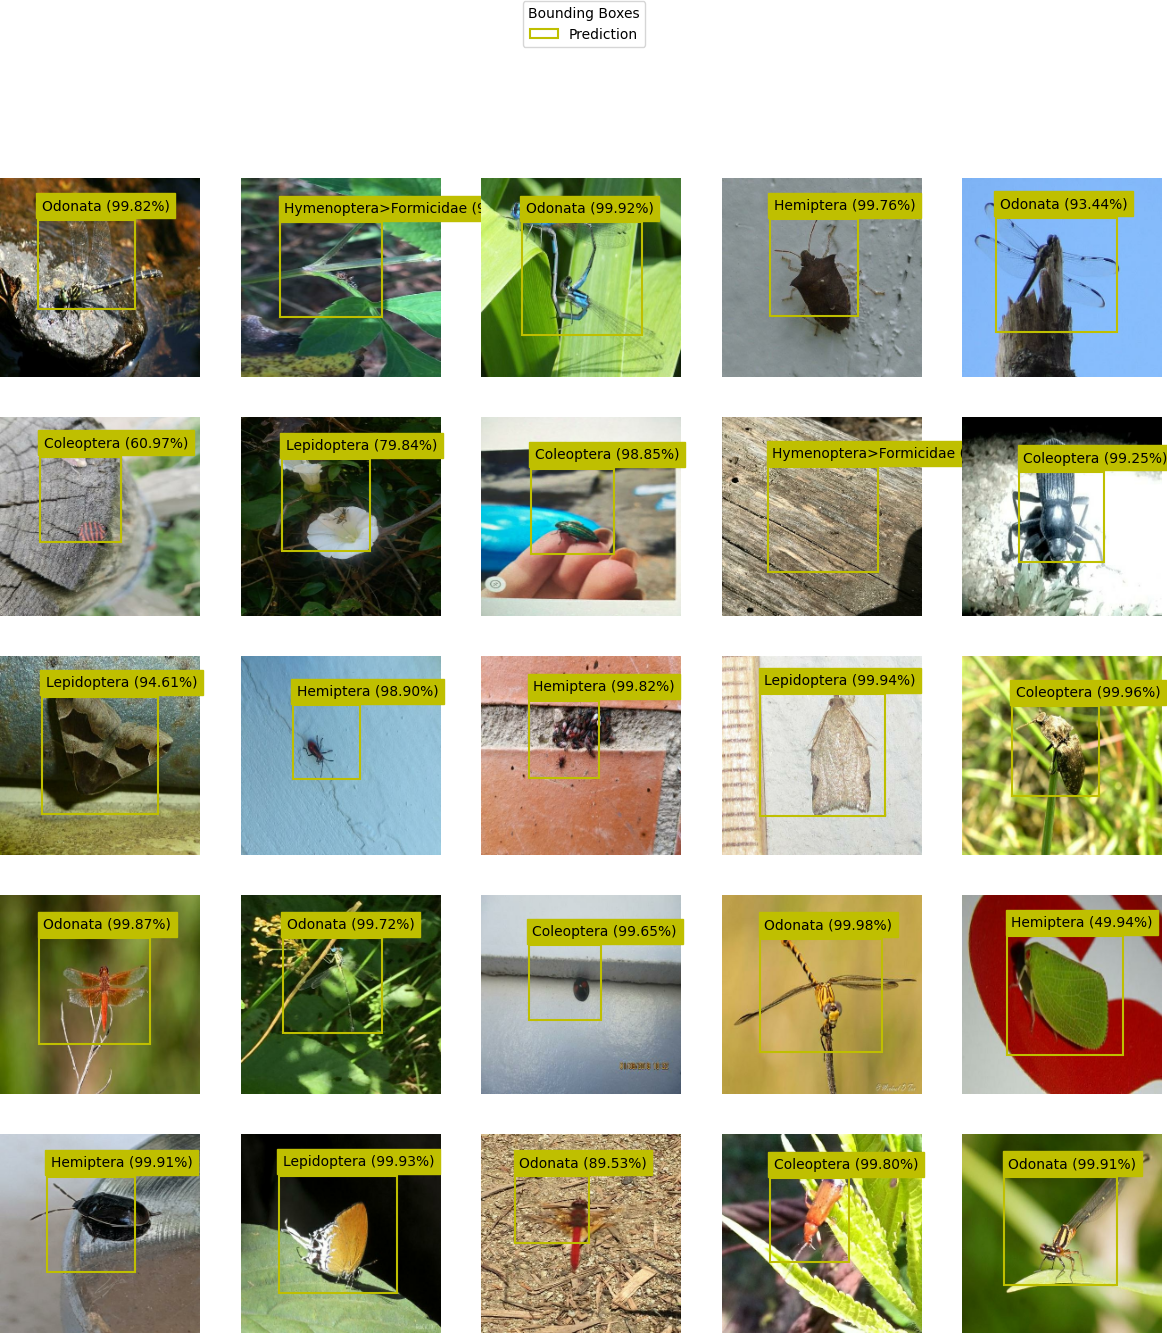 Bounding Boxes
Prediction
Odonata (99.82%)
Hymenoptera>Formicidae (9
Odonata (99.92%)
Hemiptera (99.76%)
Odonata (93.44%)
Coleoptera (60.97%)
Lepidoptera (79.84%)
Coleoptera (98.85%)
Hymenoptera>Formicidae (
Coleoptera (99.25%)
Lepidoptera (94.61%)
Hemiptera (98.90%)
Hemiptera (99.82%)
Lepidoptera (99.94%)
Coleoptera (99.96%)
Odonata (99.87%)
Odonata (99.72%)
Coleoptera (99.65%)
Odonata (99.98%)
Hemiptera (49.94%)
Hemiptera (99.91%)
Lepidoptera (99.93%)
Odonata (89.53%)
Coleoptera (99.80%)
Odonata (99.91%)